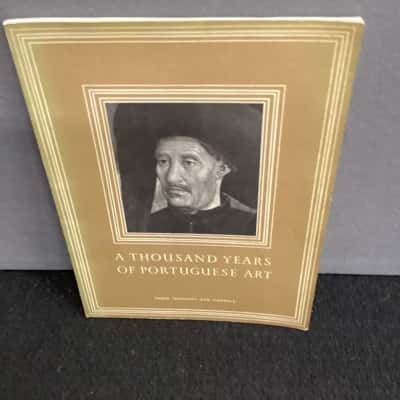 A THOUSAND YEARS
OF PORTUGUESE ART